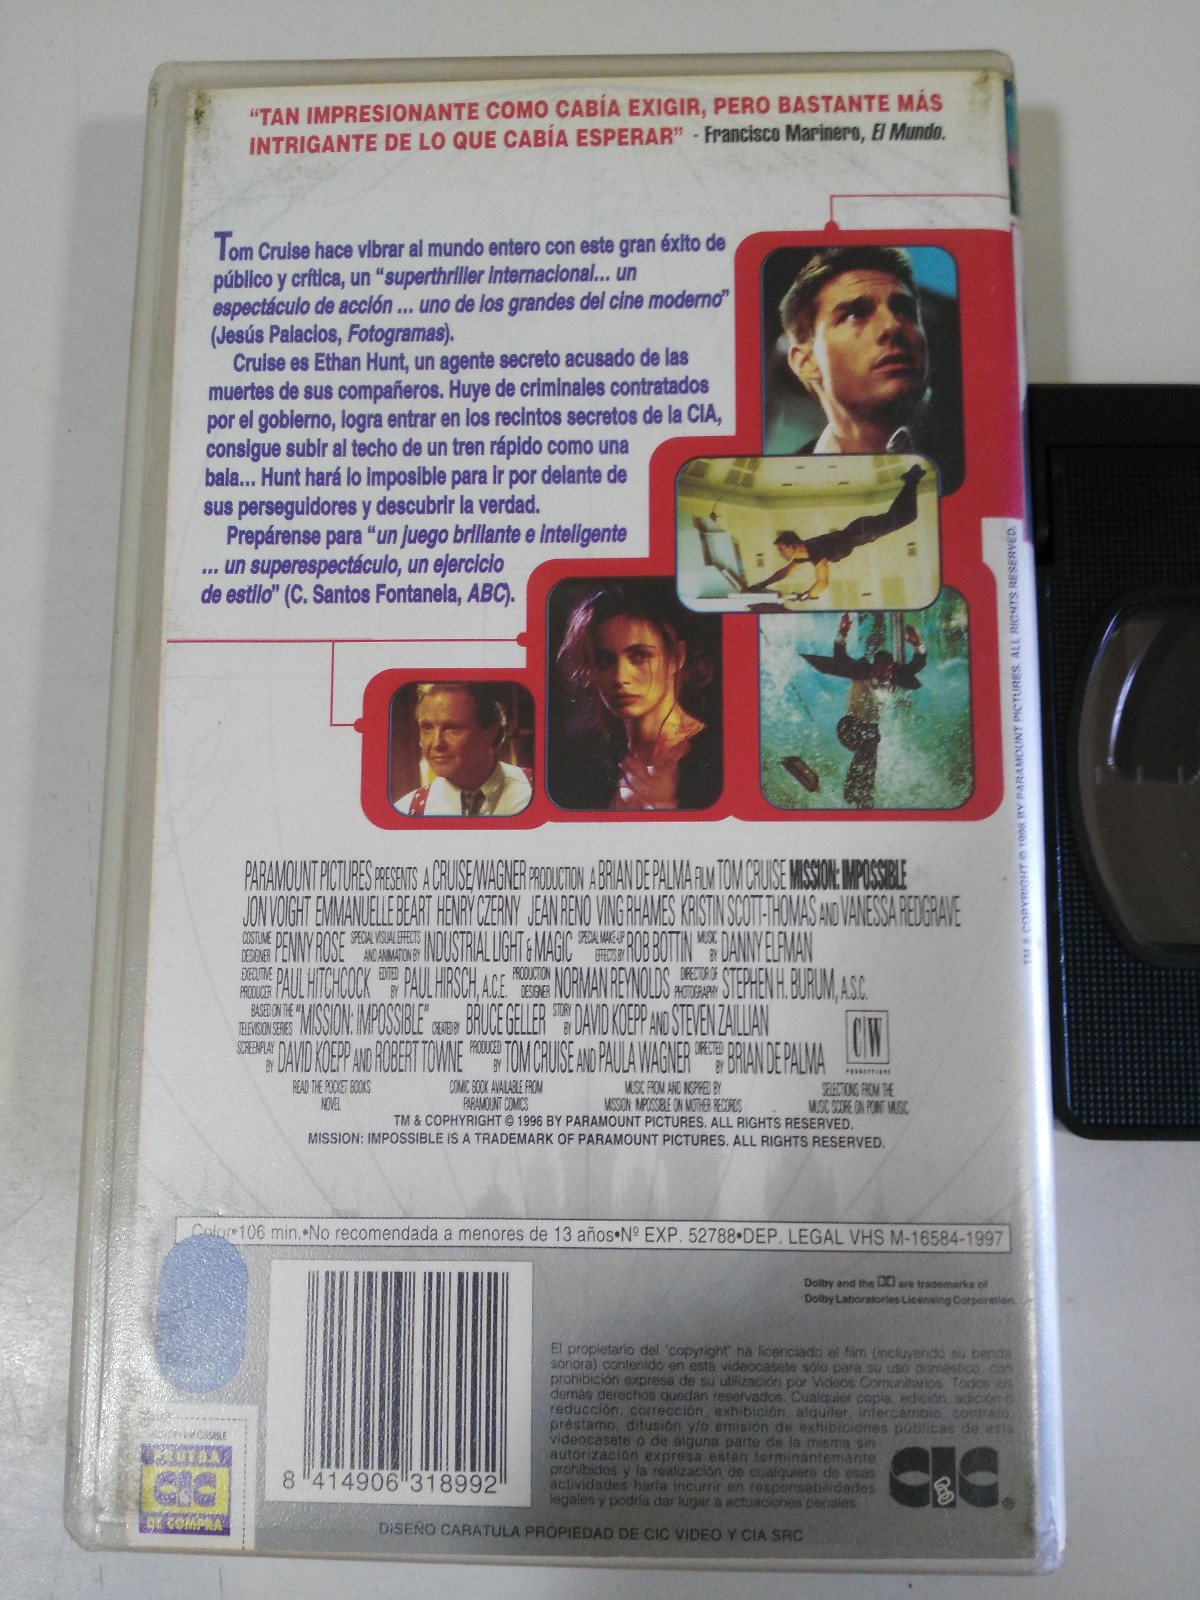 “TAN IMPRESIONANTE COMO CABÍA EXIGIR, PERO BASTANTE MÁS
INTRIGANTE DE LO QUE CABÍA ESPERAR” - Francisco Marinero, El Mundo.
Tom Cruise hace vibrar al mundo entero con este gran éxito de
público y crítica, un “superthriller internacional... un
espectáculo de acción ... uno de los grandes del cine moderno”
(Jesús Palacios, Fotogramas).
Cruise es Ethan Hunt, un agente secreto acusado de las
muertes de sus compañeros. Huye de criminales contratados
por el gobierno, logra entrar en los recintos secretos de la CIA,
consigue subir al techo de un tren rápido como una
bala... Hunt hará lo imposible para ir por delante de
sus perseguidores y descubrir la verdad.
Prepárense para “un juego brillante e inteligente
... un superespectáculo, un ejercicio
de estilo” (C. Santos Fontanela, ABC).
TM & COPYRIGHT © 1996 BY PARAMOUNT PICTURES. ALL RIGHTS RESERVED.
PARAMOUNT PICTURES PRESENTS A CRUISE/WAGNER PRODUCTION A BRIAN DE PALMA FILM TOM CRUISE MISSION: IMPOSSIBLE
JON VOIGHT EMMANUELLE BEART HENRY CZERNY JEAN RENO VING RHAMES KRISTIN SCOTT-THOMAS AND VANESSA REDGRAVE
COSTUME DESIGNER PENNY ROSE SPECIAL VISUAL EFFECTS AND ANIMATION BY INDUSTRIAL LIGHT & MAGIC SPECIAL MAKE-UP EFFECTS BY ROB BOTTIN MUSIC BY DANNY ELFMAN
EXECUTIVE PRODUCER PAUL HITCHCOCK EDITED BY PAUL HIRSCH, A.C.E. PRODUCTION DESIGNER NORMAN REYNOLDS DIRECTOR OF PHOTOGRAPHY STEPHEN H. BURUM, A.S.C.
BASED ON THE TELEVISION SERIES "MISSION: IMPOSSIBLE" CREATED BY BRUCE GELLER STORY BY DAVID KOEPP AND STEVEN ZAILLIAN
SCREENPLAY BY DAVID KOEPP AND ROBERT TOWNE PRODUCED BY TOM CRUISE AND PAULA WAGNER DIRECTED BY BRIAN DE PALMA
C/W
PRODUCTIONS
READ THE POCKET BOOKS NOVEL
COMIC BOOK AVAILABLE FROM PARAMOUNT COMICS
MUSIC FROM AND INSPIRED BY MISSION: IMPOSSIBLE ON MOTHER RECORDS
SELECTIONS FROM THE MUSIC SCORE ON POINT MUSIC
TM & COPHYRIGHT © 1996 BY PARAMOUNT PICTURES. ALL RIGHTS RESERVED.
MISSION: IMPOSSIBLE IS A TRADEMARK OF PARAMOUNT PICTURES. ALL RIGHTS RESERVED.
Color•106 min.•No recomendada a menores de 13 años•Nº EXP. 52788•DEP. LEGAL VHS M-16584-1997
Dolby and the are trademarks of
Dolby Laboratories Licensing Corporation.
El propietario del 'copyright' ha licenciado el film (incluyendo su banda
sonora) contenido en esta videocasete sólo para su uso doméstico, con
prohibición expresa de su utilización por Vídeos Comunitarios. Todos los
demás derechos quedan reservados. Cualquier copia, edición, adición o
reducción, corrección, exhibición, alquiler, intercambio, contrato,
préstamo, difusión y/o emisión de exhibiciones públicas de esta
videocasete o de alguna parte de la misma sin
autorización expresa están terminantemente
prohibidos y la realización de cualquiera de esas
actividades haría incurrir en responsabilidades
legales y podría dar lugar a actuaciones penales.
CIC &
®
8 414906 318992
PRUEBA
CIC &
DE COMPRA
DISEÑO CARATULA PROPIEDAD DE CIC VIDEO Y CIA SRC